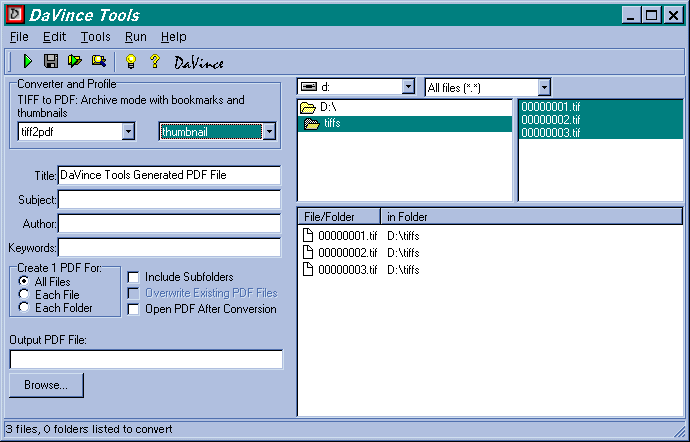 DaVince Tools
File Edit Tools Run Help
DaVince
Converter and Profile
TIFF to PDF: Archive mode with bookmarks and
thumbnails
tiff2pdf thumbnail
Title: DaVince Tools Generated PDF File
Subject:
Author:
Keywords:
Create 1 PDF For:
All Files
Each File
Each Folder
Include Subfolders
Overwrite Existing PDF Files
Open PDF After Conversion
Output PDF File:
Browse...
d: All files (*.*)
D:\
tiffs
00000001.tif
00000002.tif
00000003.tif
File/Folder in Folder
00000001.tif D:\tiffs
00000002.tif D:\tiffs
00000003.tif D:\tiffs
3 files, 0 folders listed to convert